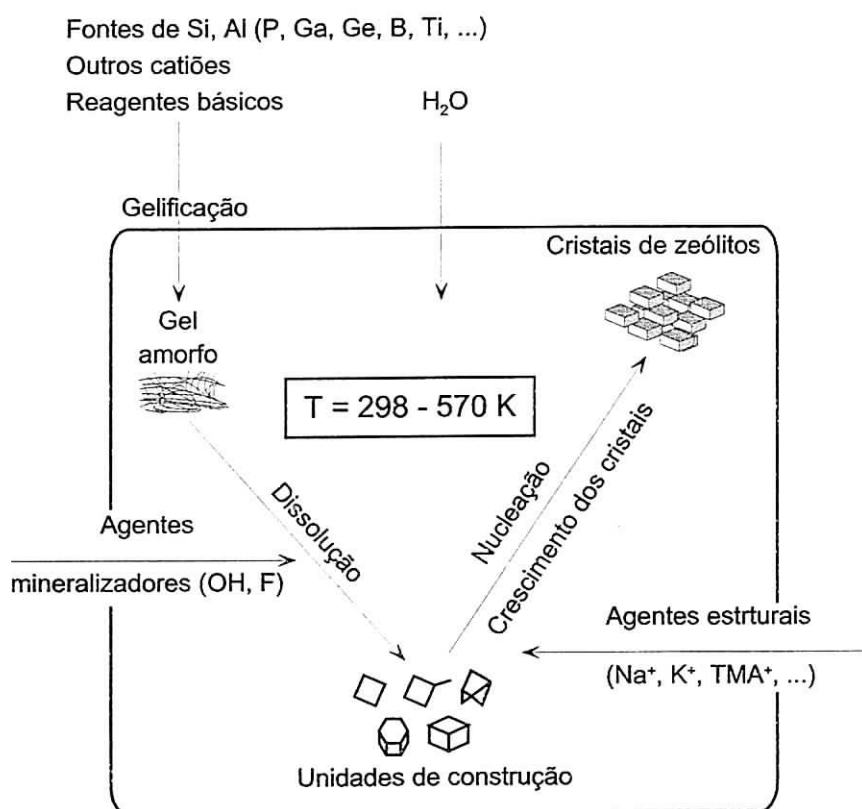 Fontes de Si, Al (P, Ga, Ge, B, Ti, ...)
Outros catiões
Reagentes básicos
H₂O
Gelificação
Cristais de zeólitos
Gel
amorfo
T = 298 - 570 K
Dissolução
Nucleação
Crescimento dos cristais
Agentes
mineralizadores (OH, F)
Agentes estrturais
(Na⁺, K⁺, TMA⁺, ...)
Unidades de construção